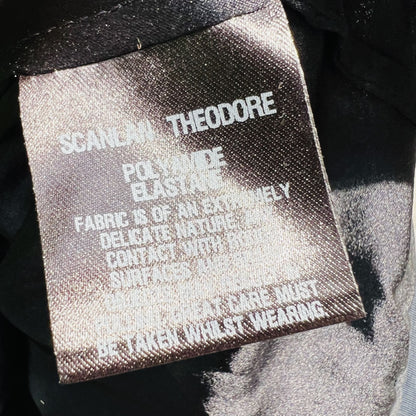 SCANLAN THEODORE
POLYAMIDE
ELASTANE
FABRIC IS OF AN EXTREMELY
DELICATE NATURE
CONTACT WITH
SURFACES
GREAT CARE MUST
BE TAKEN WHILST WEARING.